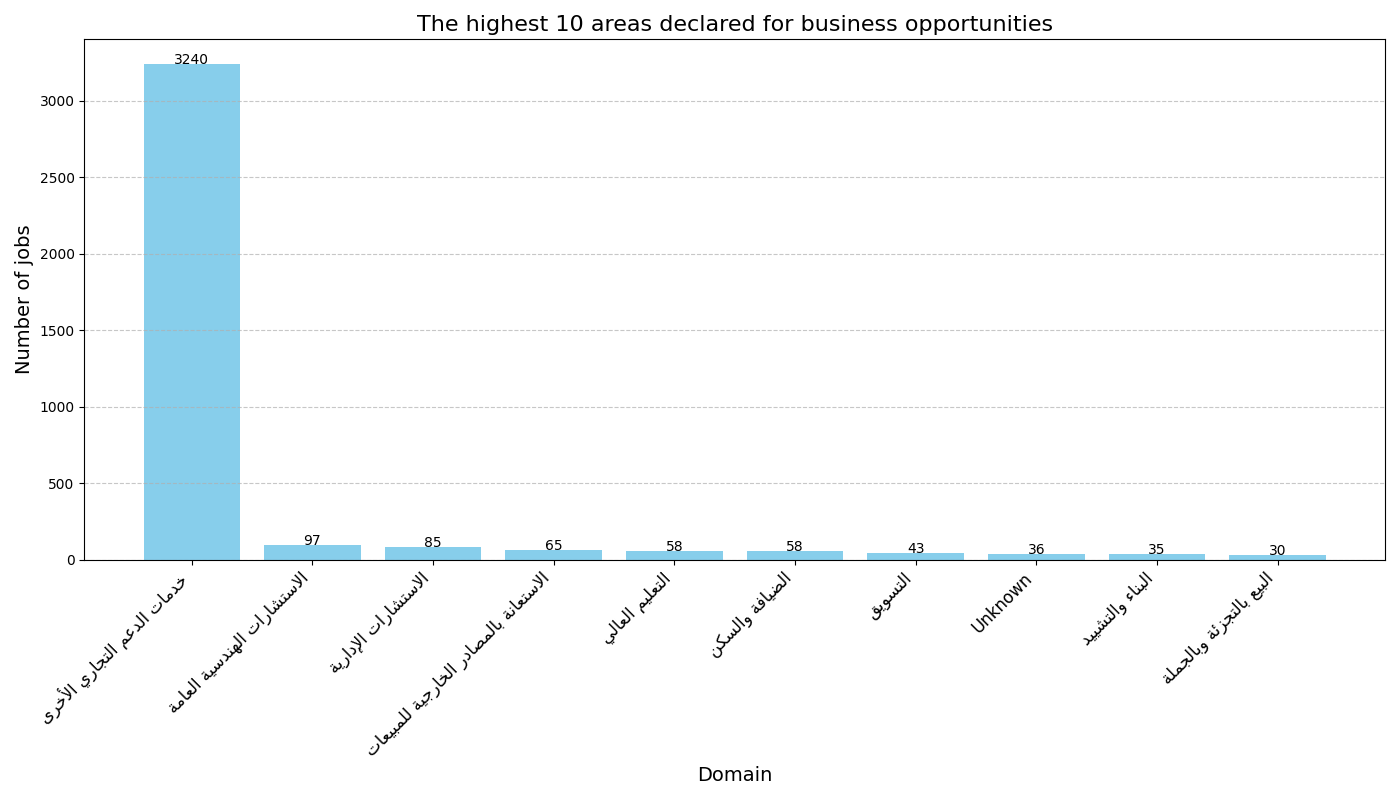 The highest 10 areas declared for business opportunities
Number of jobs
3000
2500
2000
1500
1000
500
0
3240
97
85
65
58
58
43
36
35
30
خدمات الدعم التجاري الأخرى
الاستشارات الهندسية العامة
الاستشارات الإدارية
الاستعانة بالمصادر الخارجية للمبيعات
التعليم العالي
الضيافة والسكن
التسويق
Unknown
البناء والتشييد
البيع بالتجزئة وبالجملة
Domain